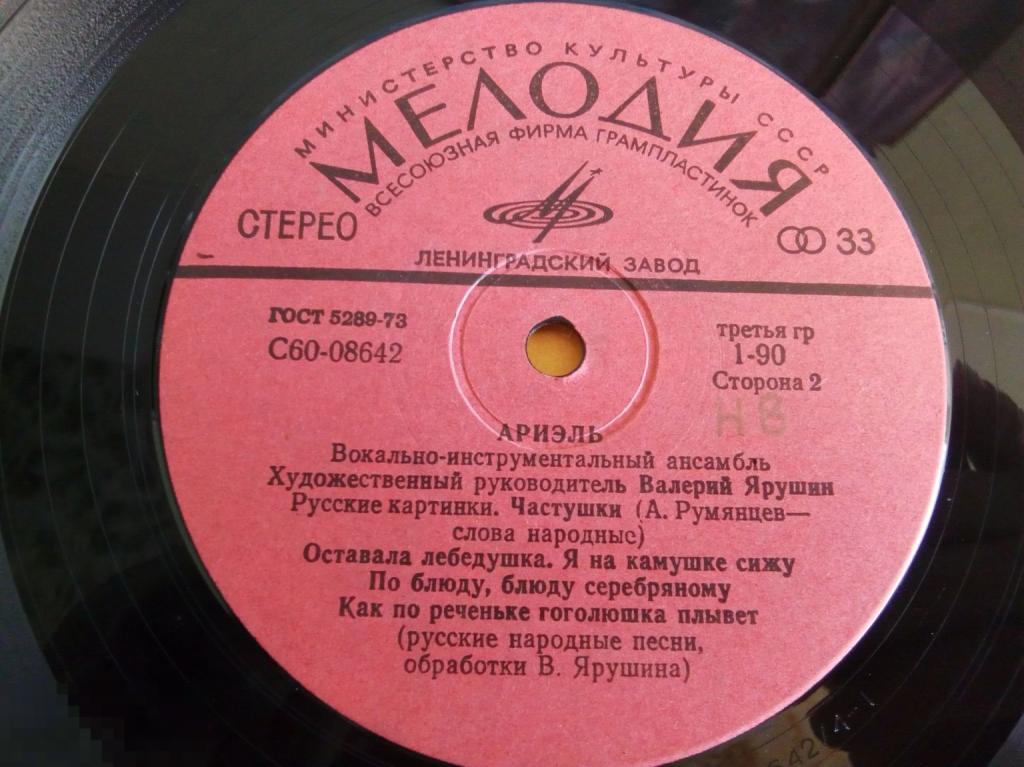 МИНИСТЕРСТВО КУЛЬТУРЫ СССР
МЕЛОДИЯ
ВСЕСОЮЗНАЯ ФИРМА ГРАМПЛАСТИНОК
СТЕРЕО
33
ЛЕНИНГРАДСКИЙ ЗАВОД
ГОСТ 5289-73
С60-08642
третья гр
1-90
Сторона 2
НВ
АРИЭЛЬ
Вокально-инструментальный ансамбль
Художественный руководитель Валерий Ярушин
Русские картинки. Частушки (А. Румянцев—
слова народные)
Оставала лебедушка. Я на камушке сижу
По блюду, блюду серебряному
Как по реченьке гоголюшка плывет
(русские народные песни,
обработки В. Ярушина)